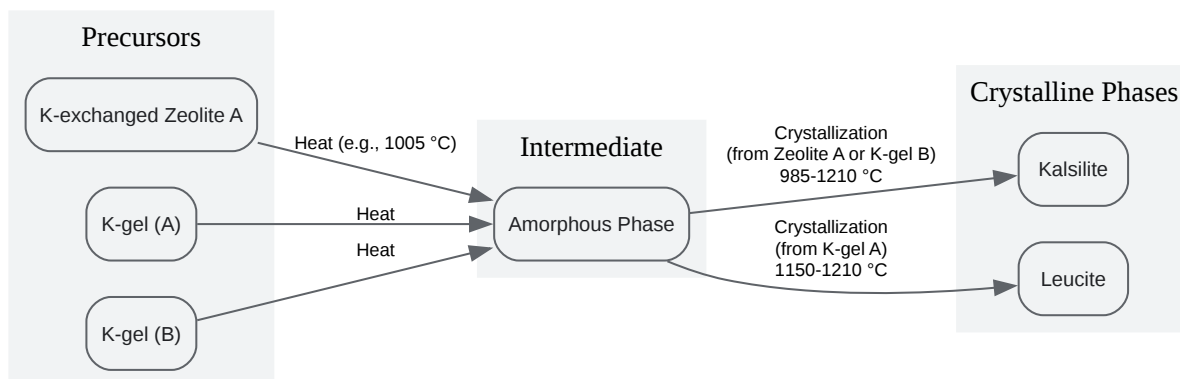 Precursors
K-exchanged Zeolite A
K-gel (A)
K-gel (B)
Heat (e.g., 1005 °C)
Heat
Heat
Intermediate
Amorphous Phase
Crystallization
(from Zeolite A or K-gel B)
985-1210 °C
Crystallization
(from K-gel A)
1150-1210 °C
Crystalline Phases
Kalsilite
Leucite